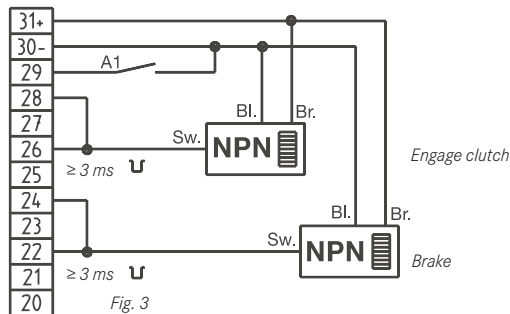 31+
30-
29 A1
28
27 Bl. Br.
26 Sw. NPN Engage clutch
25 ≥ 3 ms
24
23 Bl. Br.
22 Sw. NPN Brake
21 ≥ 3 ms
20 Fig. 3